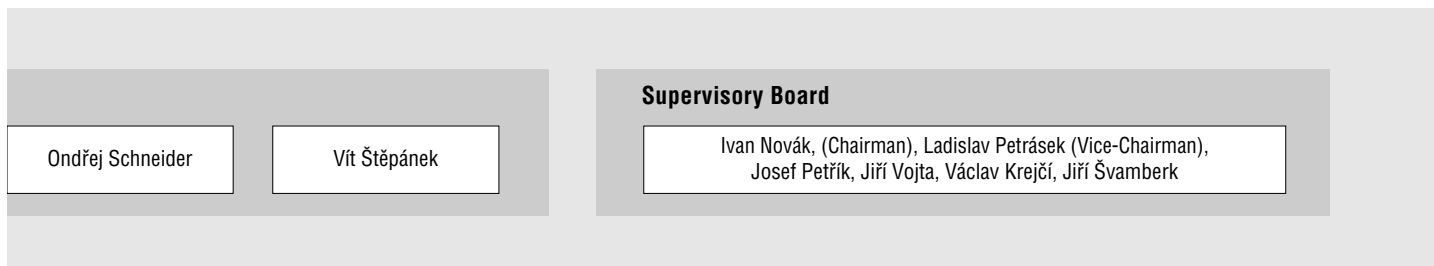 Ondřej Schneider
Vít Štěpánek
Supervisory Board
Ivan Novák, (Chairman), Ladislav Petrásek (Vice-Chairman),
Josef Petřík, Jiří Vojta, Václav Krejčí, Jiří Švamberk